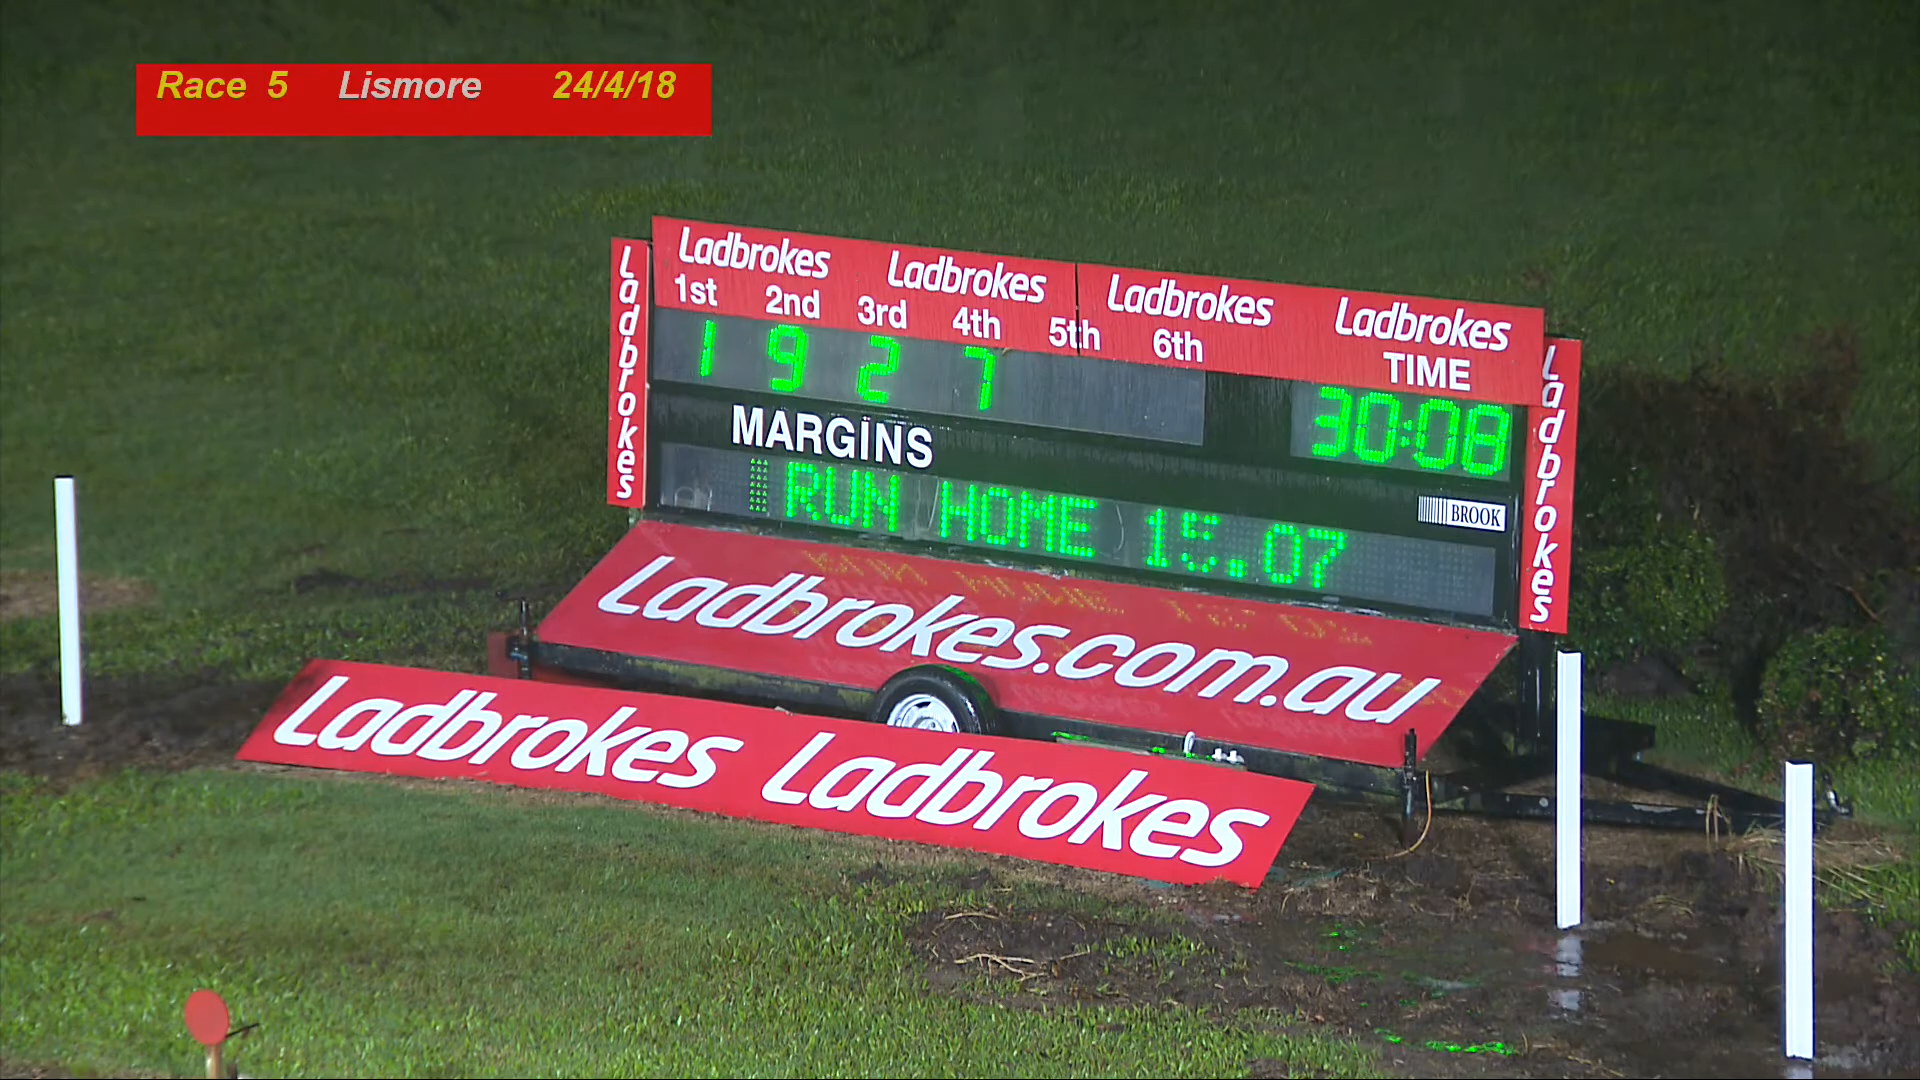 Race 5 Lismore 24/4/18
Ladbrokes Ladbrokes Ladbrokes Ladbrokes
1st 2nd 3rd 4th 5th 6th TIME
1 9 2 7 30:08
MARGINS
RUN HOME 15.07
BROOK
Ladbrokes
Ladbrokes
Ladbrokes.com.au
Ladbrokes Ladbrokes